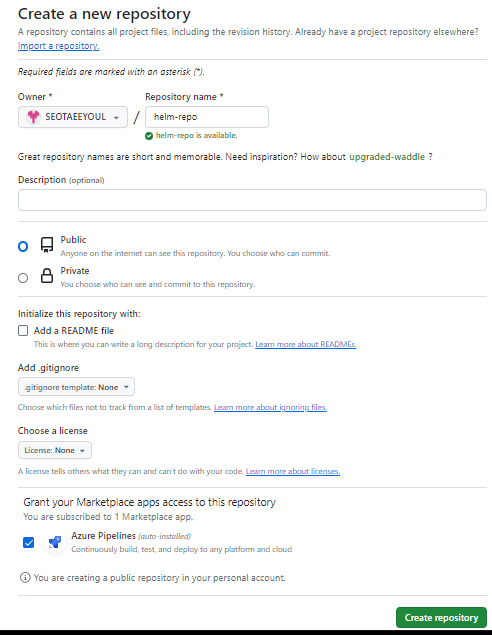 Create a new repository
A repository contains all project files, including the revision history. Already have a project repository elsewhere?
Import a repository.
Required fields are marked with an asterisk (*).
Owner * Repository name *
SEOTAEEYOUL / helm-repo
helm-repo is available.
Great repository names are short and memorable. Need inspiration? How about upgraded-waddle ?
Description (optional)
Public
Anyone on the internet can see this repository. You choose who can commit.
Private
You choose who can see and commit to this repository.
Initialize this repository with:
Add a README file
This is where you can write a long description for your project. Learn more about READMEs.
Add .gitignore
.gitignore template: None
Choose which files not to track from a list of templates. Learn more about ignoring files.
Choose a license
License: None
A license tells others what they can and can't do with your code. Learn more about licenses.
Grant your Marketplace apps access to this repository
You are subscribed to 1 Marketplace app.
Azure Pipelines (auto-installed)
Continuously build, test, and deploy to any platform and cloud
You are creating a public repository in your personal account.
Create repository